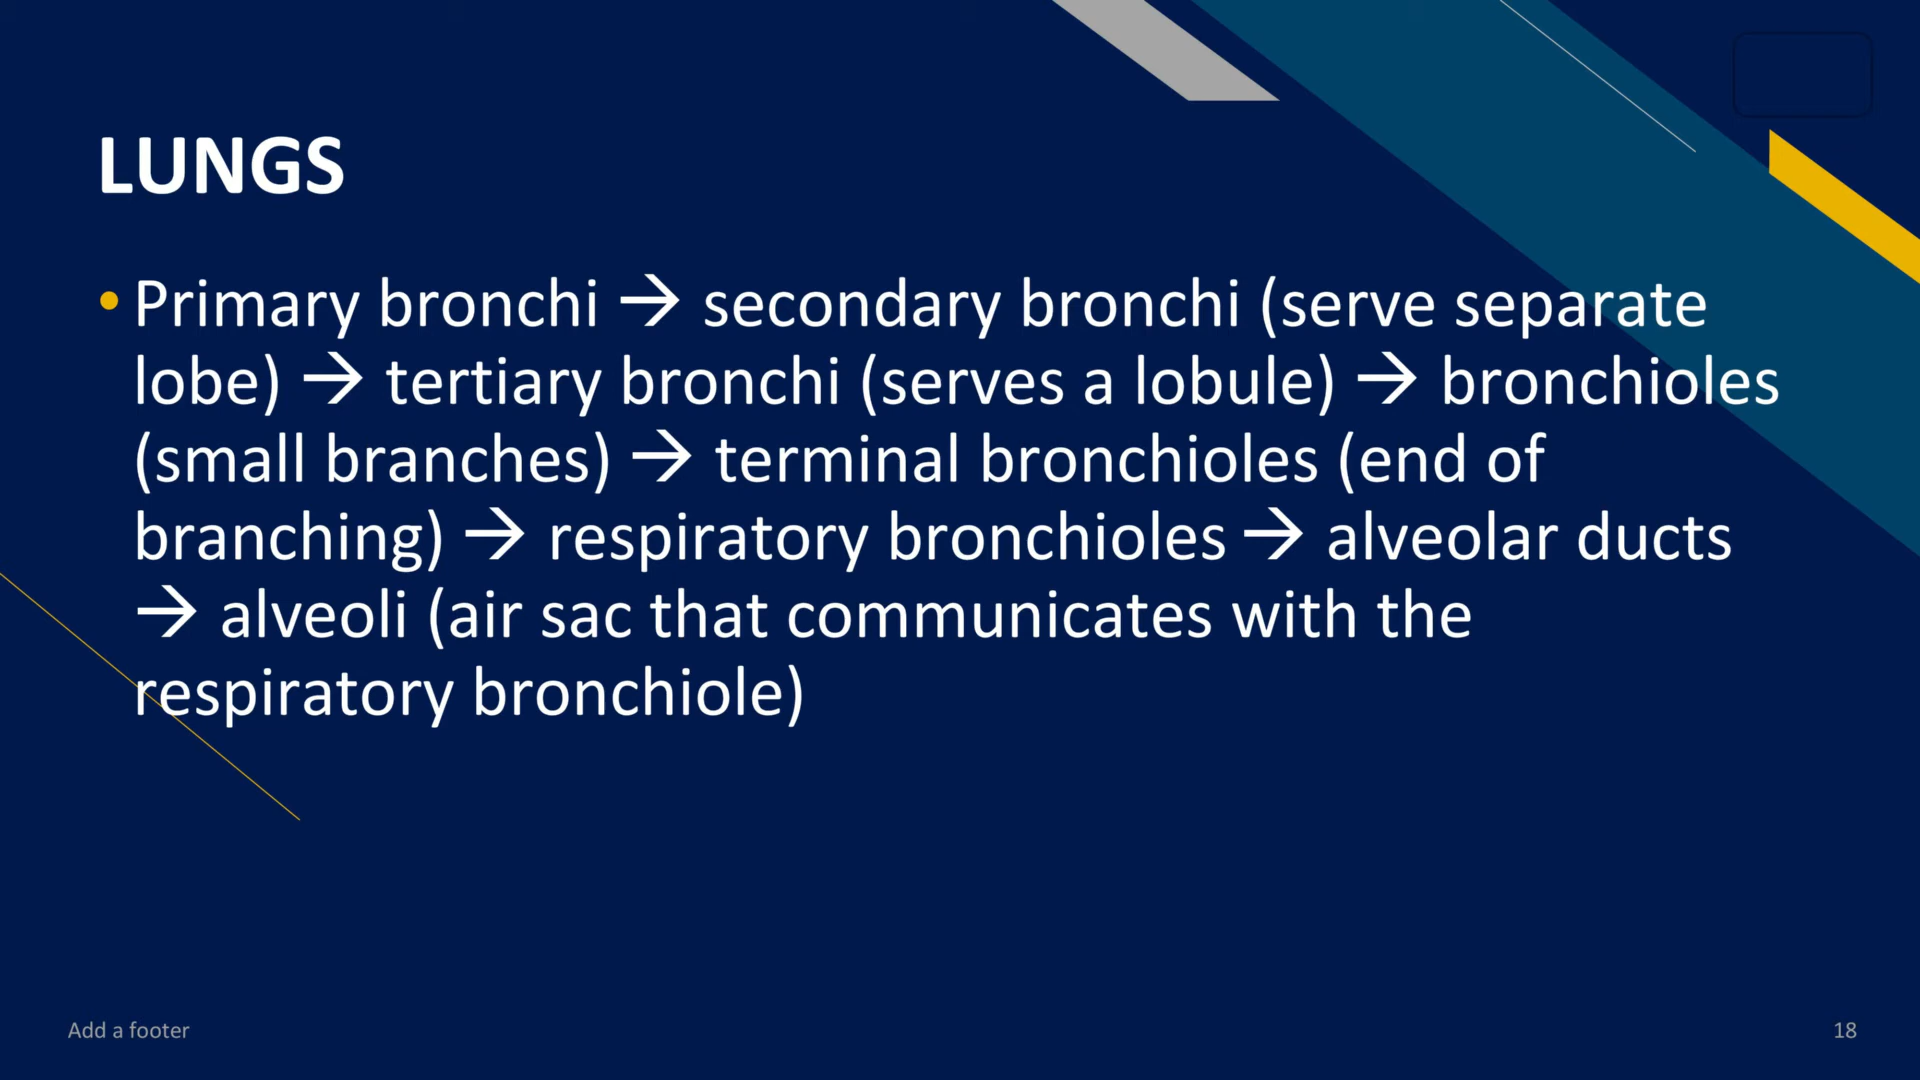 LUNGS
• Primary bronchi → secondary bronchi (serve separate
lobe) → tertiary bronchi (serves a lobule) → bronchioles
(small branches) → terminal bronchioles (end of
branching) → respiratory bronchioles → alveolar ducts
→ alveoli (air sac that communicates with the
respiratory bronchiole)
Add a footer
18